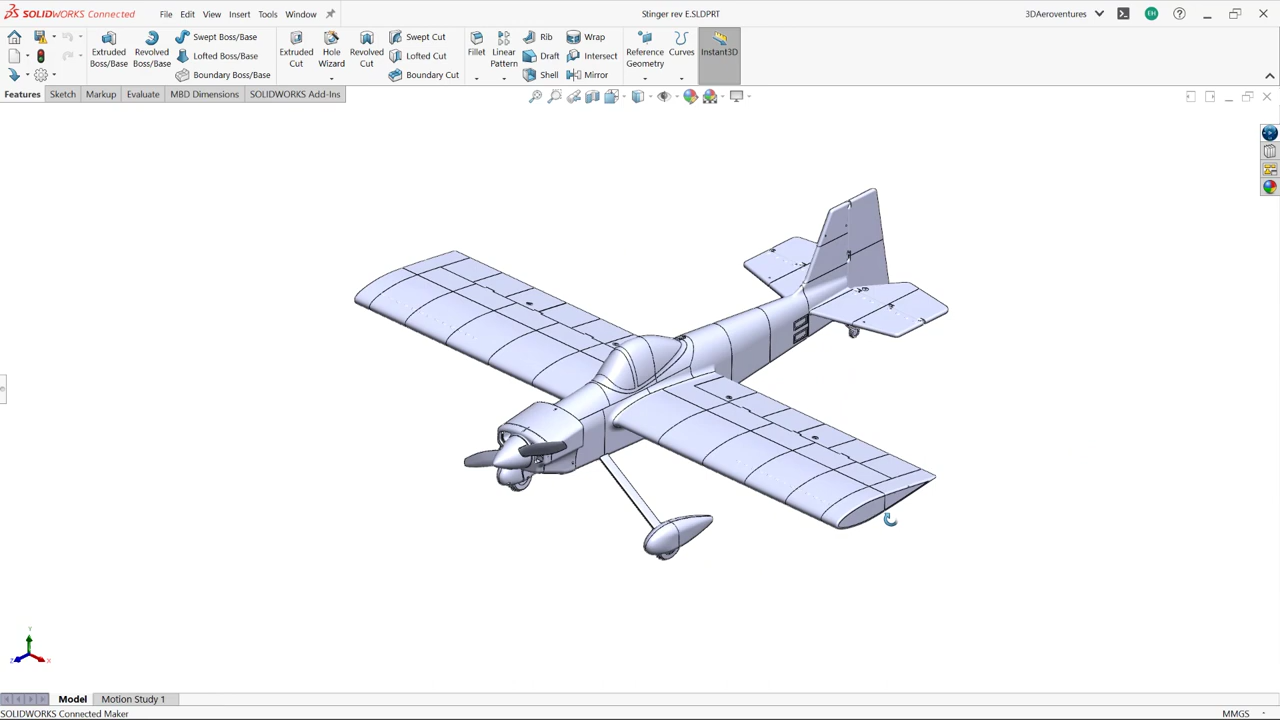 SOLIDWORKS Connected
File Edit View Insert Tools Window
Stinger rev E.SLDPRT
3DAeroventures
EH
Extruded Boss/Base
Revolved Boss/Base
Swept Boss/Base
Lofted Boss/Base
Boundary Boss/Base
Extruded Cut
Hole Wizard
Revolved Cut
Swept Cut
Lofted Cut
Boundary Cut
Fillet
Linear Pattern
Rib
Draft
Shell
Wrap
Intersect
Mirror
Reference Geometry
Curves
Instant3D
Features Sketch Markup Evaluate MBD Dimensions SOLIDWORKS Add-Ins
Y
Z
X
Model Motion Study 1
SOLIDWORKS Connected Maker
MMGS